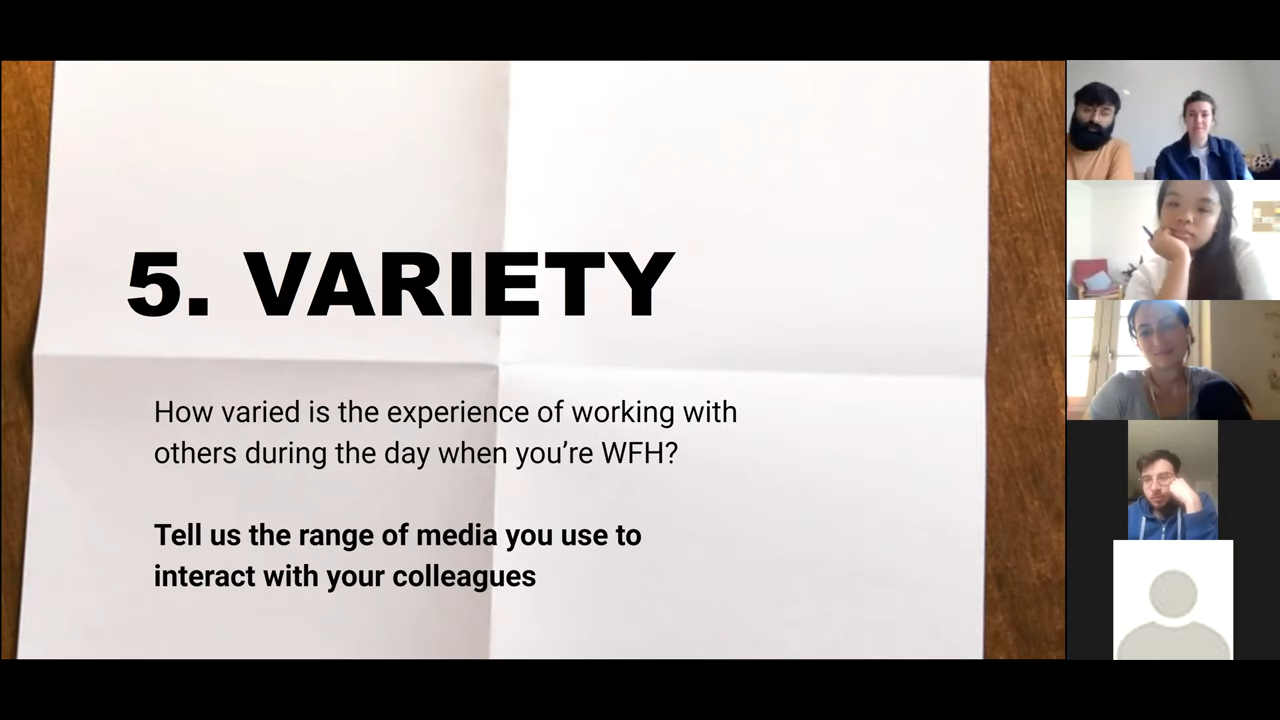 5. VARIETY
How varied is the experience of working with
others during the day when you’re WFH?
Tell us the range of media you use to
interact with your colleagues